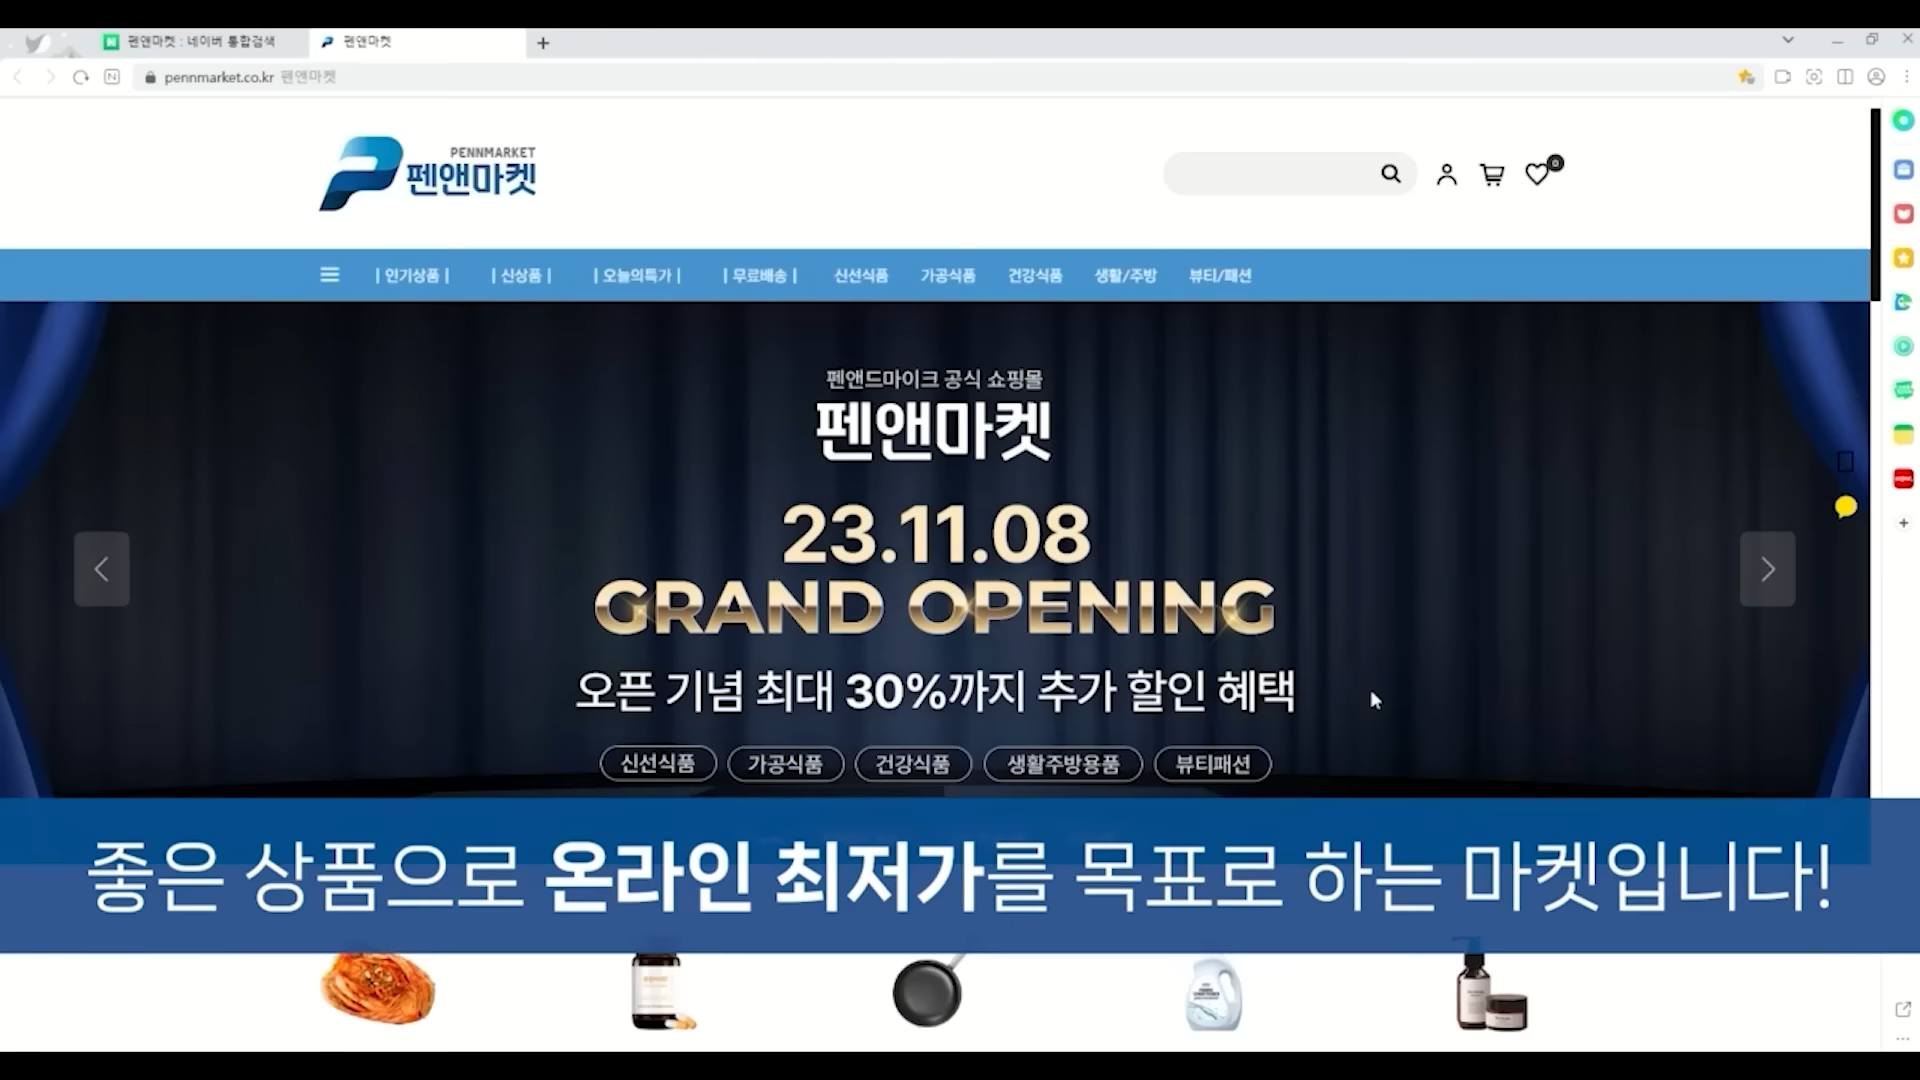 펜앤마켓 : 네이버 통합검색
펜앤마켓
pennmarket.co.kr 펜앤마켓
PENNMARKET
펜앤마켓
0
| 인기상품 |
| 신상품 |
| 오늘의특가 |
| 무료배송 |
신선식품
가공식품
건강식품
생활/주방
뷰티/패션
펜앤드마이크 공식 쇼핑몰
펜앤마켓
23.11.08
GRAND OPENING
오픈 기념 최대 30%까지 추가 할인 혜택
신선식품
가공식품
건강식품
생활주방용품
뷰티패션
좋은 상품으로 온라인 최저가를 목표로 하는 마켓입니다!